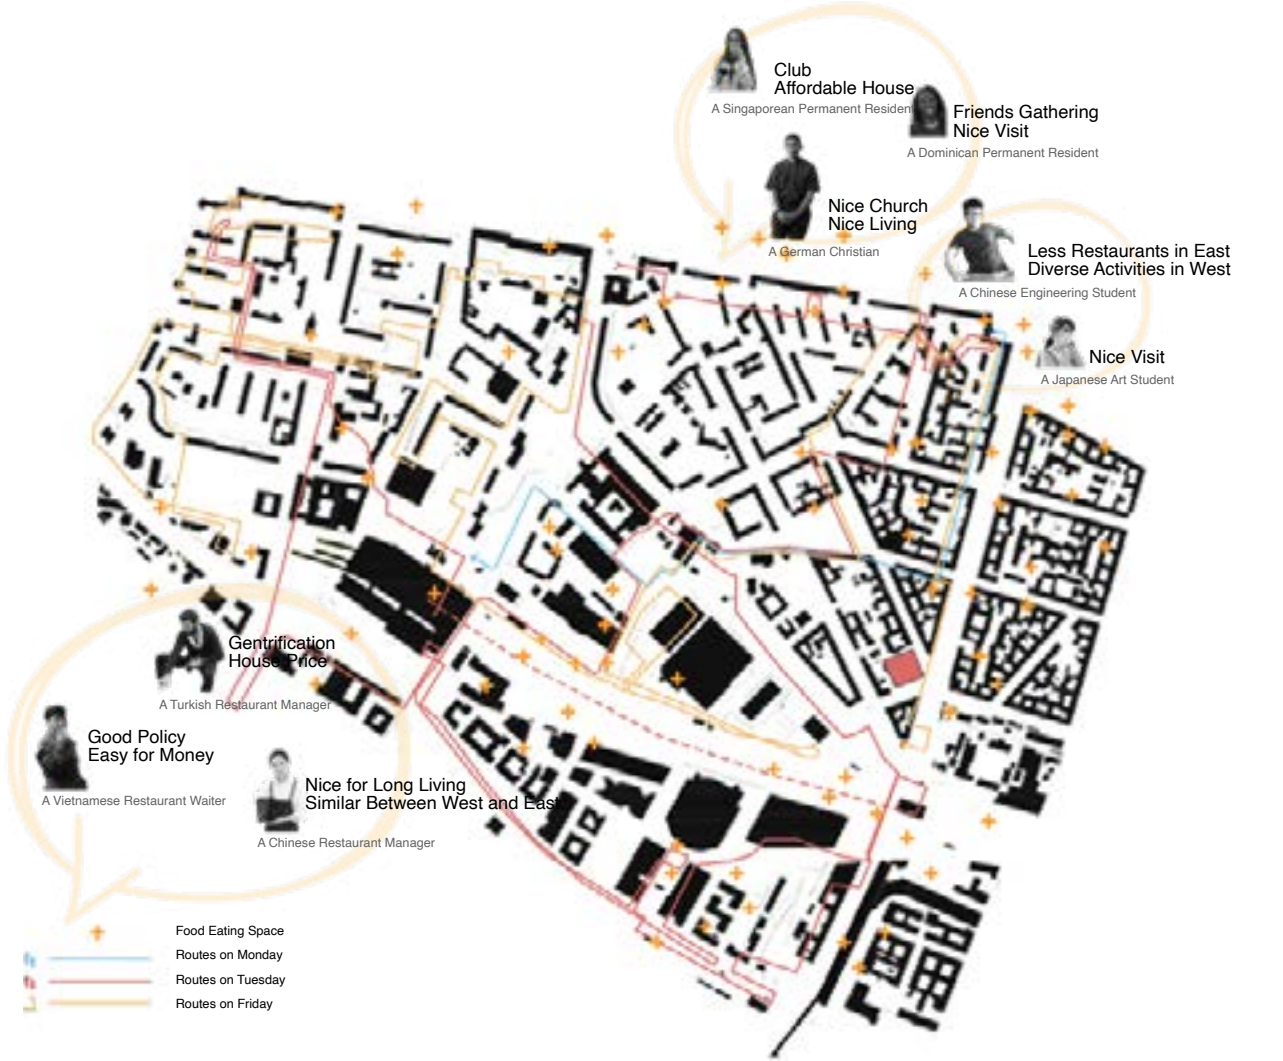 Club
Affordable House
A Singaporean Permanent Resident
Friends Gathering
Nice Visit
A Dominican Permanent Resident
Nice Church
Nice Living
A German Christian
Less Restaurants in East
Diverse Activities in West
A Chinese Engineering Student
Nice Visit
A Japanese Art Student
Gentrification
House Price
A Turkish Restaurant Manager
Good Policy
Easy for Money
A Vietnamese Restaurant Waiter
Nice for Long Living
Similar Between West and East
A Chinese Restaurant Manager
Food Eating Space
Routes on Monday
Routes on Tuesday
Routes on Friday